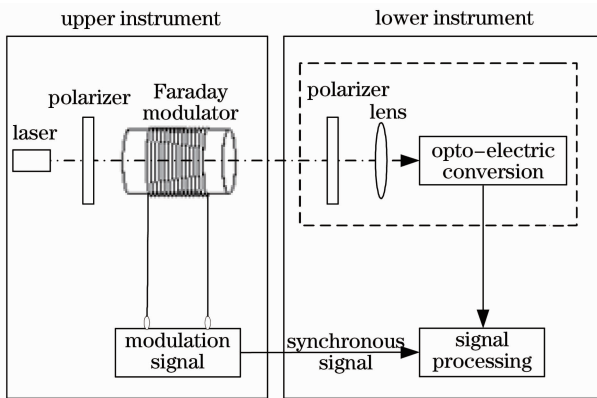 upper instrument
lower instrument
Faraday
modulator
polarizer
laser
polarizer
lens
opto-electric
conversion
modulation
signal
synchronous
signal
signal
processing